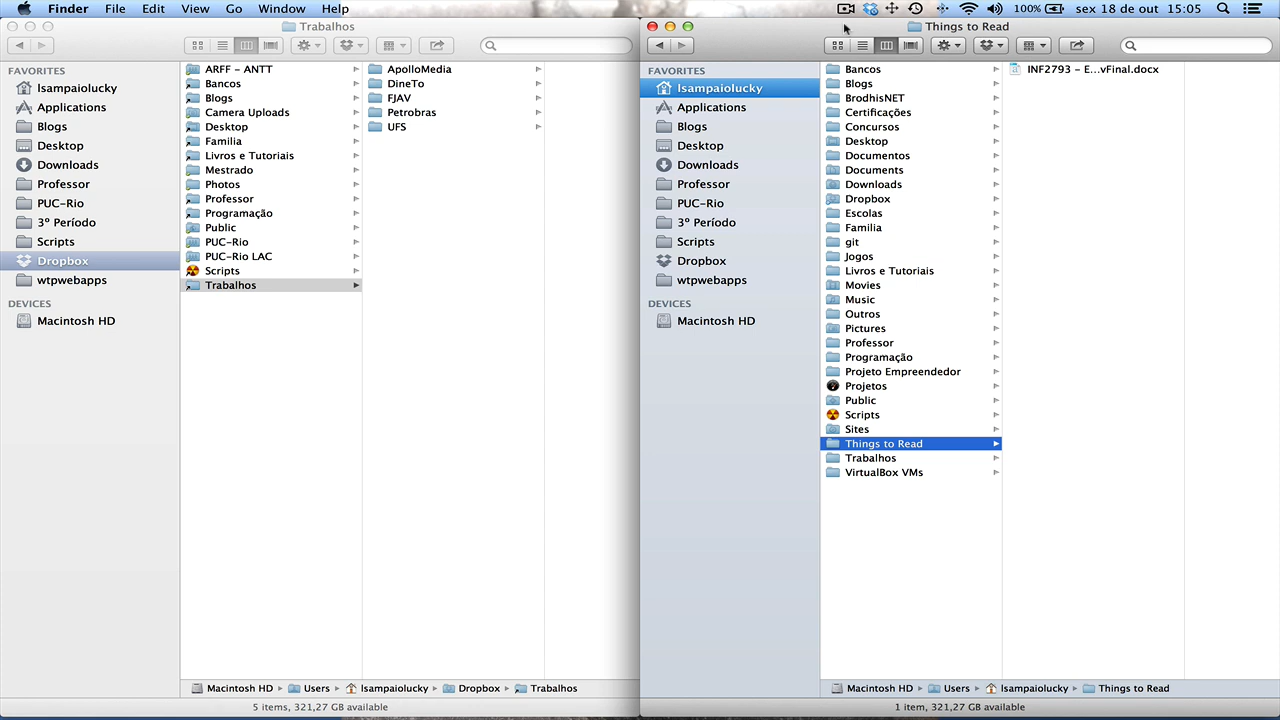 Finder File Edit View Go Window Help 100% sex 18 de out 15:05
Trabalhos
FAVORITES
lsampaiolucky
Applications
Blogs
Desktop
Downloads
Professor
PUC-Rio
3º Período
Scripts
Dropbox
wtpwebapps
DEVICES
Macintosh HD
ARFF - ANTT
Bancos
Blogs
Camera Uploads
Desktop
Familia
Livros e Tutoriais
Mestrado
Photos
Professor
Programação
Public
PUC-Rio
PUC-Rio LAC
Scripts
Trabalhos
ApolloMedia
DineTo
FJAV
Petrobras
UFS
Macintosh HD Users lsampaiolucky Dropbox Trabalhos
5 items, 321,27 GB available
Things to Read
FAVORITES
lsampaiolucky
Applications
Blogs
Desktop
Downloads
Professor
PUC-Rio
3º Período
Scripts
Dropbox
wtpwebapps
DEVICES
Macintosh HD
Bancos
Blogs
BrodhisNET
Certificações
Concursos
Desktop
Documentos
Documents
Downloads
Dropbox
Escolas
Familia
git
Jogos
Livros e Tutoriais
Movies
Music
Outros
Pictures
Professor
Programação
Projeto Empreendedor
Projetos
Public
Scripts
Sites
Things to Read
Trabalhos
VirtualBox VMs
INF2793 - E...vFinal.docx
Macintosh HD Users lsampaiolucky Things to Read
1 item, 321,27 GB available